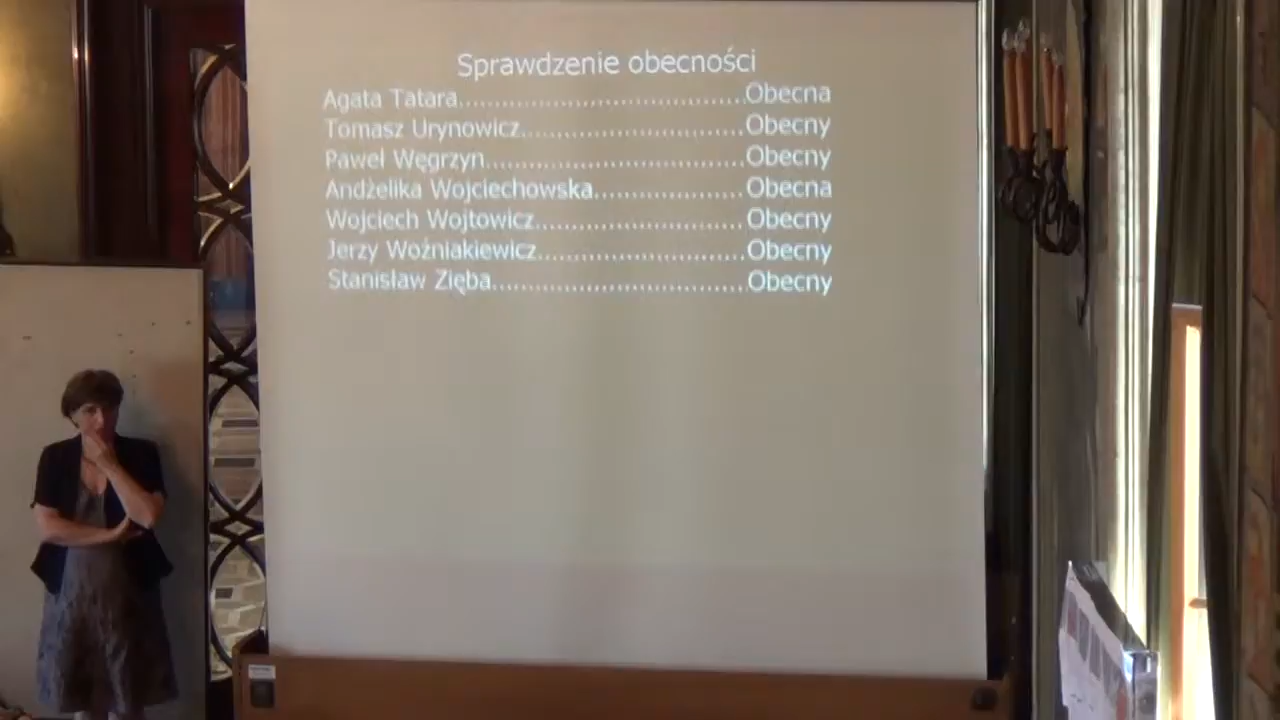 Sprawdzenie obecności
Agata Tatara........................................Obecna
Tomasz Urynowicz...............................Obecny
Paweł Węgrzyn....................................Obecny
Andżelika Wojciechowska.....................Obecna
Wojciech Wojtowicz.............................Obecny
Jerzy Woźniakiewicz............................Obecny
Stanisław Zięba...................................Obecny